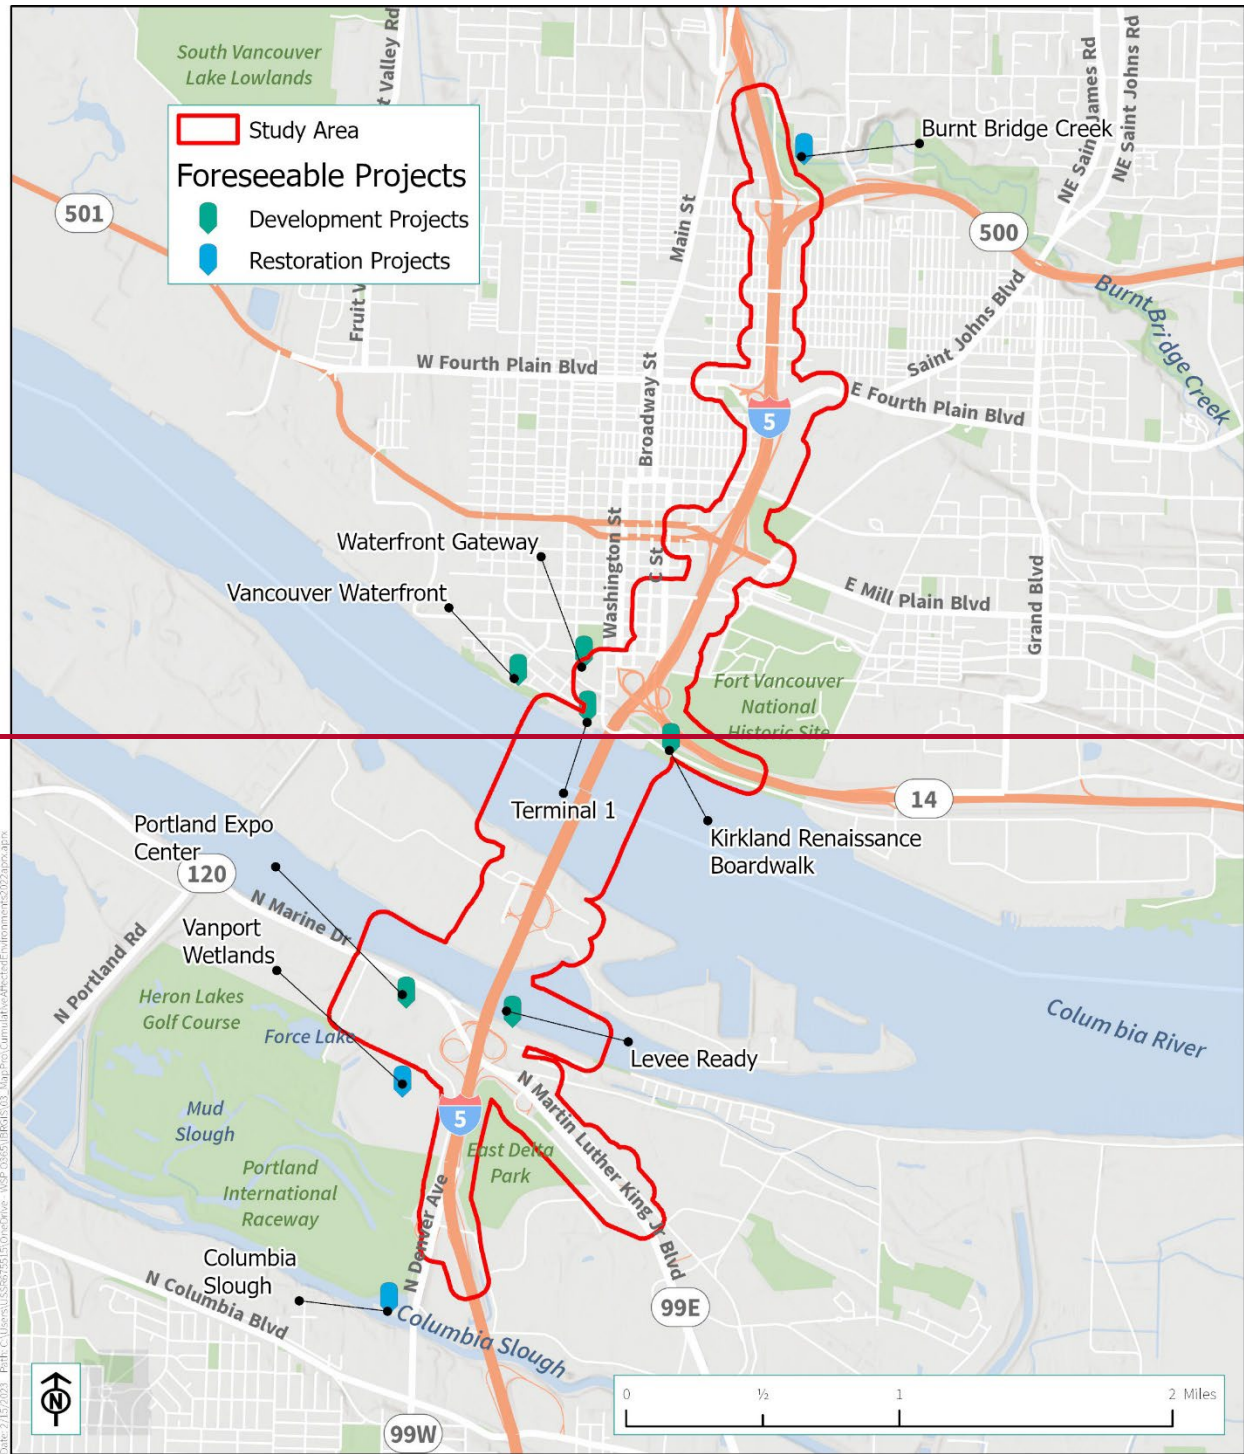 South Vancouver
Lake Lowlands
t Valley Rd
Study Area
Foreseeable Projects
Development Projects
Restoration Projects
Fruit V
501
Main St
Burnt Bridge Creek
NE Saint James Rd
NE Saint Johns Rd
500
Burnt Bridge Creek
Saint Johns Blvd
W Fourth Plain Blvd
E Fourth Plain Blvd
5
Broadway St
Washington St
C St
Waterfront Gateway
Vancouver Waterfront
E Mill Plain Blvd
Grand Blvd
Fort Vancouver
National
Historic Site
Terminal 1
14
Kirkland Renaissance
Boardwalk
Portland Expo
Center
120
N Marine Dr
Vanport
Wetlands
N Portland Rd
Heron Lakes
Golf Course
Force Lake
Columbia River
Levee Ready
Mud
Slough
5
N Martin Luther King Jr Blvd
East Delta
Park
Portland
International
Raceway
N Denver Ave
Columbia
Slough
N Columbia Blvd
Columbia Slough
99E
99W
N
0 ½ 1 2 Miles